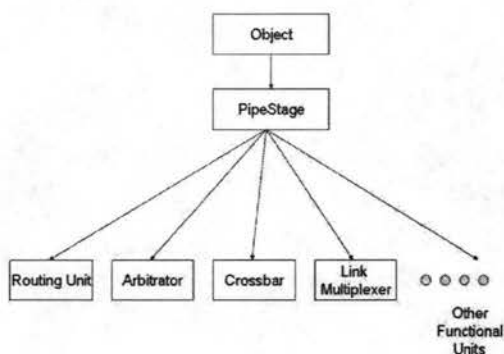 Object
PipeStage
Routing Unit
Arbitrator
Crossbar
Link
Multiplexer
Other
Functional
Units